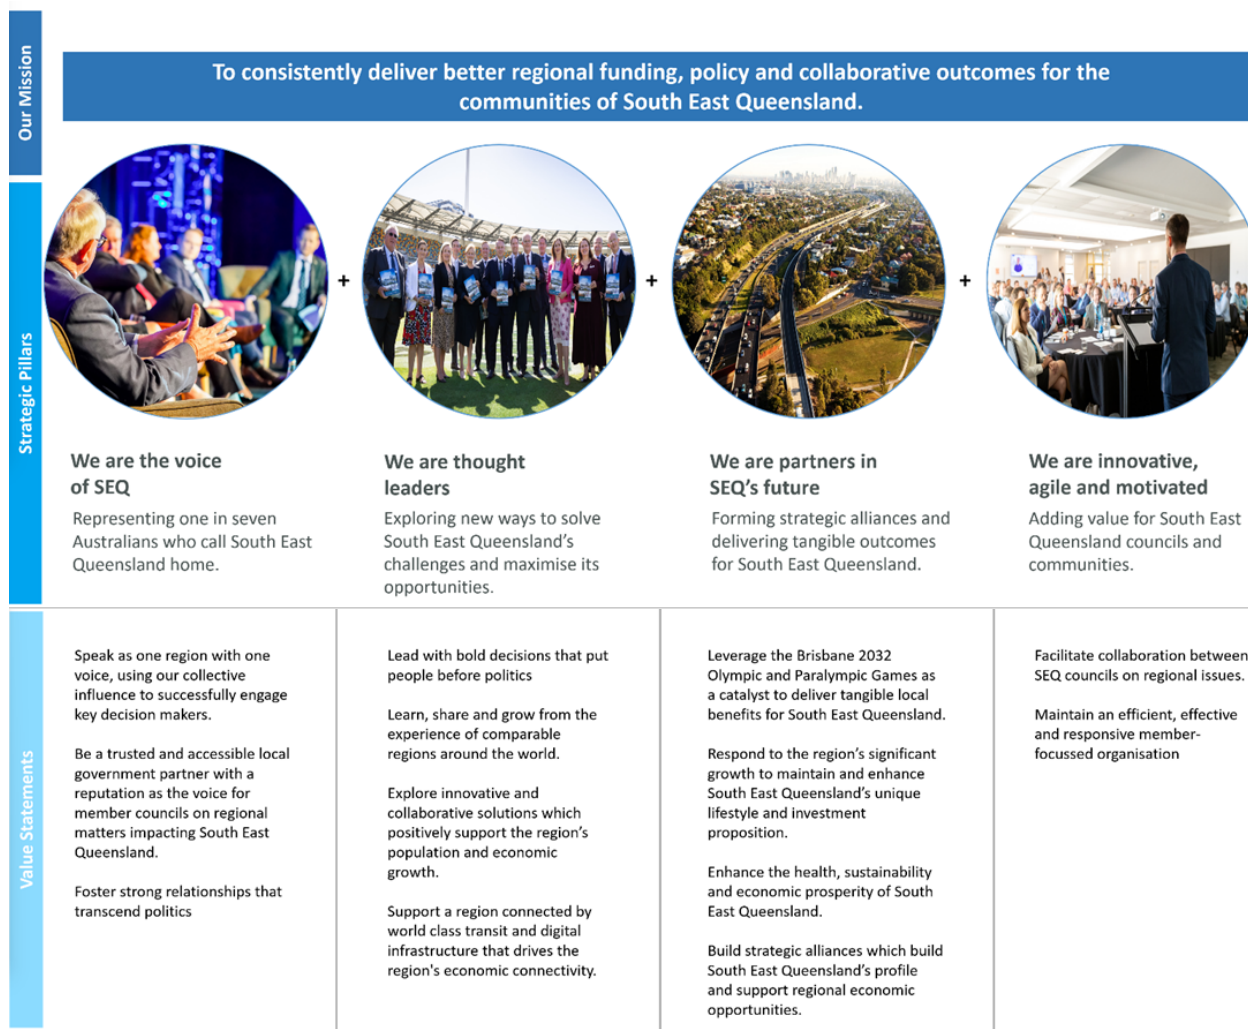 Our Mission
To consistently deliver better regional funding, policy and collaborative outcomes for the
communities of South East Queensland.
Strategic Pillars
+
+
+
We are the voice
of SEQ
Representing one in seven
Australians who call South East
Queensland home.
We are thought
leaders
Exploring new ways to solve
South East Queensland’s
challenges and maximise its
opportunities.
We are partners in
SEQ’s future
Forming strategic alliances and
delivering tangible outcomes
for South East Queensland.
We are innovative,
agile and motivated
Adding value for South East
Queensland councils and
communities.
Value Statements
Speak as one region with one
voice, using our collective
influence to successfully engage
key decision makers.
Be a trusted and accessible local
government partner with a
reputation as the voice for
member councils on regional
matters impacting South East
Queensland.
Foster strong relationships that
transcend politics
Lead with bold decisions that put
people before politics
Learn, share and grow from the
experience of comparable
regions around the world.
Explore innovative and
collaborative solutions which
positively support the region’s
population and economic
growth.
Support a region connected by
world class transit and digital
infrastructure that drives the
region's economic connectivity.
Leverage the Brisbane 2032
Olympic and Paralympic Games as
a catalyst to deliver tangible local
benefits for South East Queensland.
Respond to the region’s significant
growth to maintain and enhance
South East Queensland’s unique
lifestyle and investment
proposition.
Enhance the health, sustainability
and economic prosperity of South
East Queensland.
Build strategic alliances which build
South East Queensland’s profile
and support regional economic
opportunities.
Facilitate collaboration between
SEQ councils on regional issues.
Maintain an efficient, effective
and responsive member-
focussed organisation